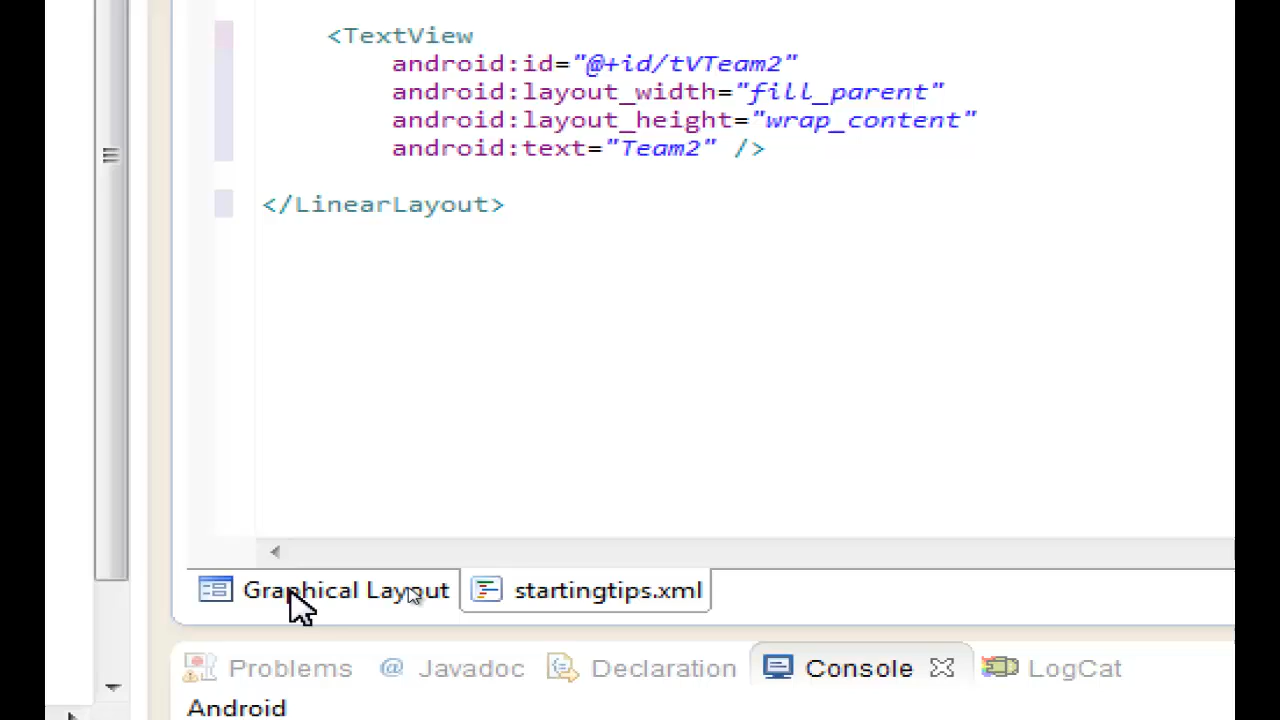 <TextView
android:id="@+id/tVTeam2"
android:layout_width="fill_parent"
android:layout_height="wrap_content"
android:text="Team2" />
</LinearLayout>
Graphical Layout startingtips.xml
Problems @ Javadoc Declaration Console LogCat
Android